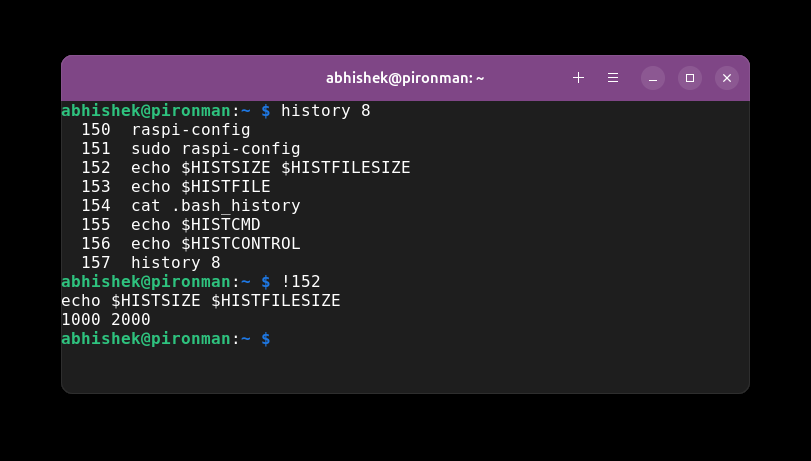 abhishek@pironman: ~
abhishek@pironman:~ $ history 8
  150  raspi-config
  151  sudo raspi-config
  152  echo $HISTSIZE $HISTFILESIZE
  153  echo $HISTFILE
  154  cat .bash_history
  155  echo $HISTCMD
  156  echo $HISTCONTROL
  157  history 8
abhishek@pironman:~ $ !152
echo $HISTSIZE $HISTFILESIZE
1000 2000
abhishek@pironman:~ $